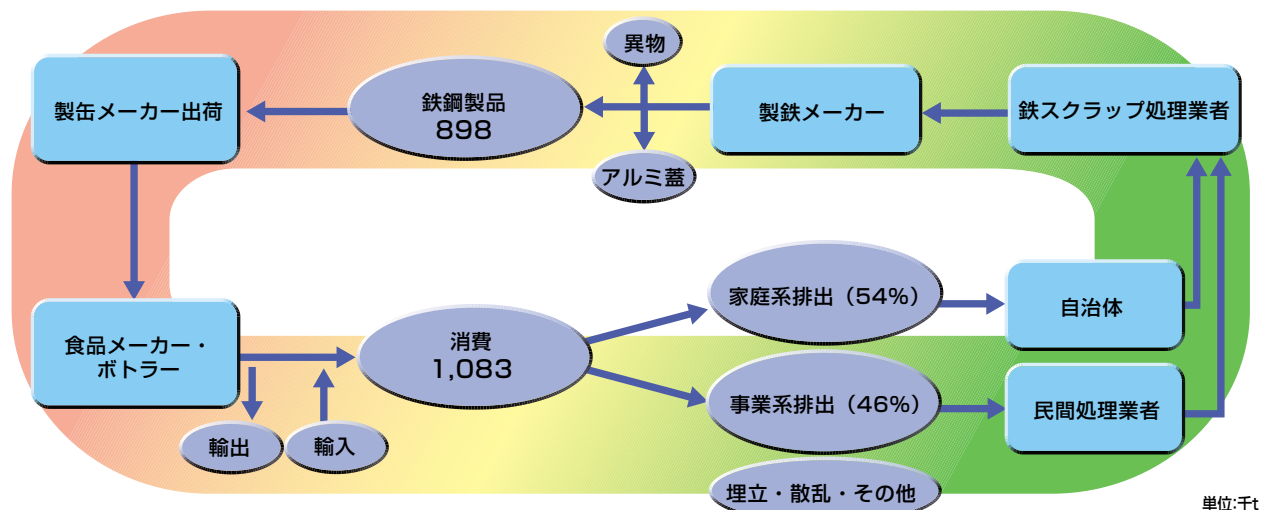 異物
製缶メーカー出荷
鉄鋼製品
898
製鉄メーカー
鉄スクラップ処理業者
アルミ蓋
食品メーカー・
ボトラー
消費
1,083
家庭系排出（54%）
自治体
事業系排出（46%）
民間処理業者
輸出
輸入
埋立・散乱・その他
単位:千t